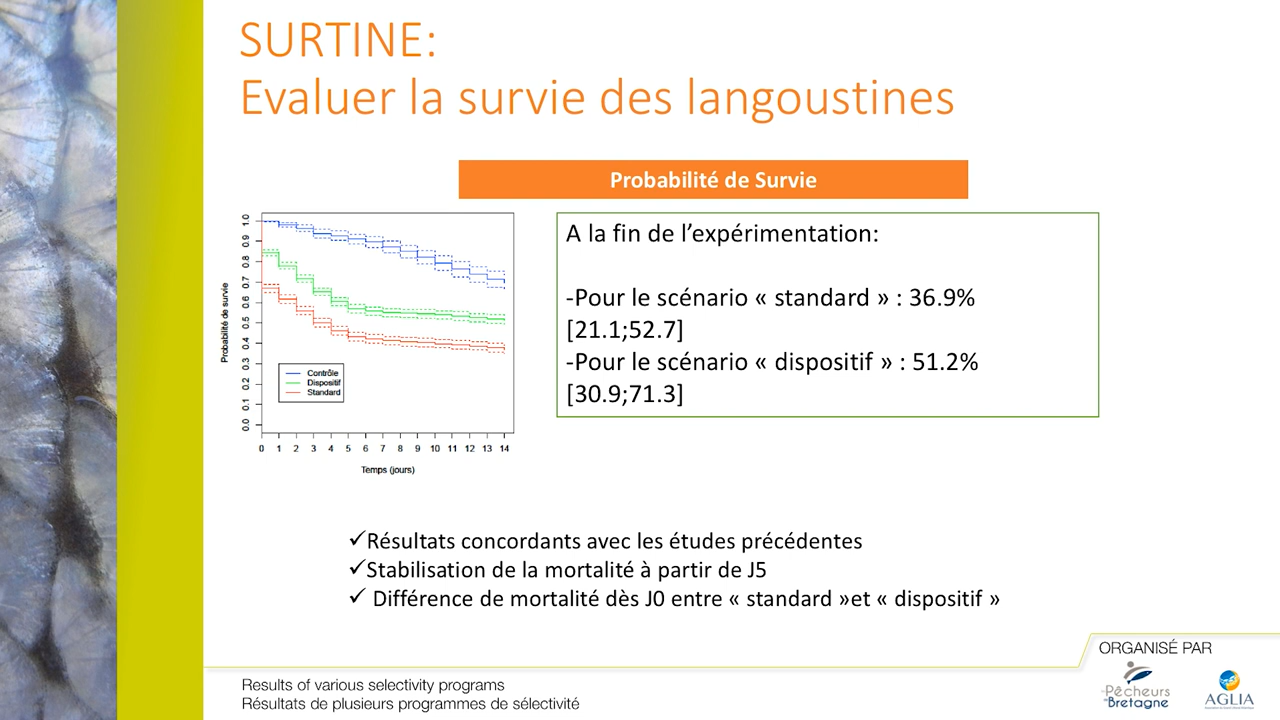 SURTINE:
Evaluer la survie des langoustines
Probabilité de Survie
Probabilité de survie
1.0
0.9
0.8
0.7
0.6
0.5
0.4
0.3
0.2
0.1
0.0
Contrôle
Dispositif
Standard
0 1 2 3 4 5 6 7 8 9 10 11 12 13 14
Temps (jours)
A la fin de l’expérimentation:
-Pour le scénario « standard » : 36.9%
[21.1;52.7]
-Pour le scénario « dispositif » : 51.2%
[30.9;71.3]
✓Résultats concordants avec les études précédentes
✓Stabilisation de la mortalité à partir de J5
✓ Différence de mortalité dès J0 entre « standard »et « dispositif »
ORGANISÉ PAR
Pêcheurs
Bretagne
AGLIA
Results of various selectivity programs
Résultats de plusieurs programmes de sélectivité